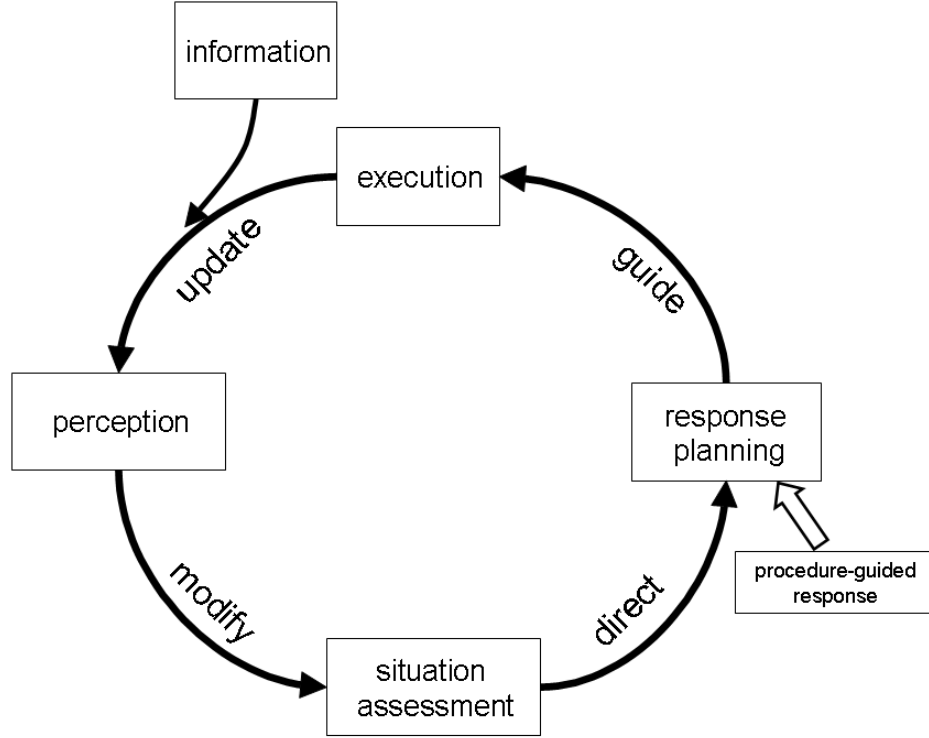 information
execution
update
guide
perception
response
planning
procedure-guided
response
modify
direct
situation
assessment